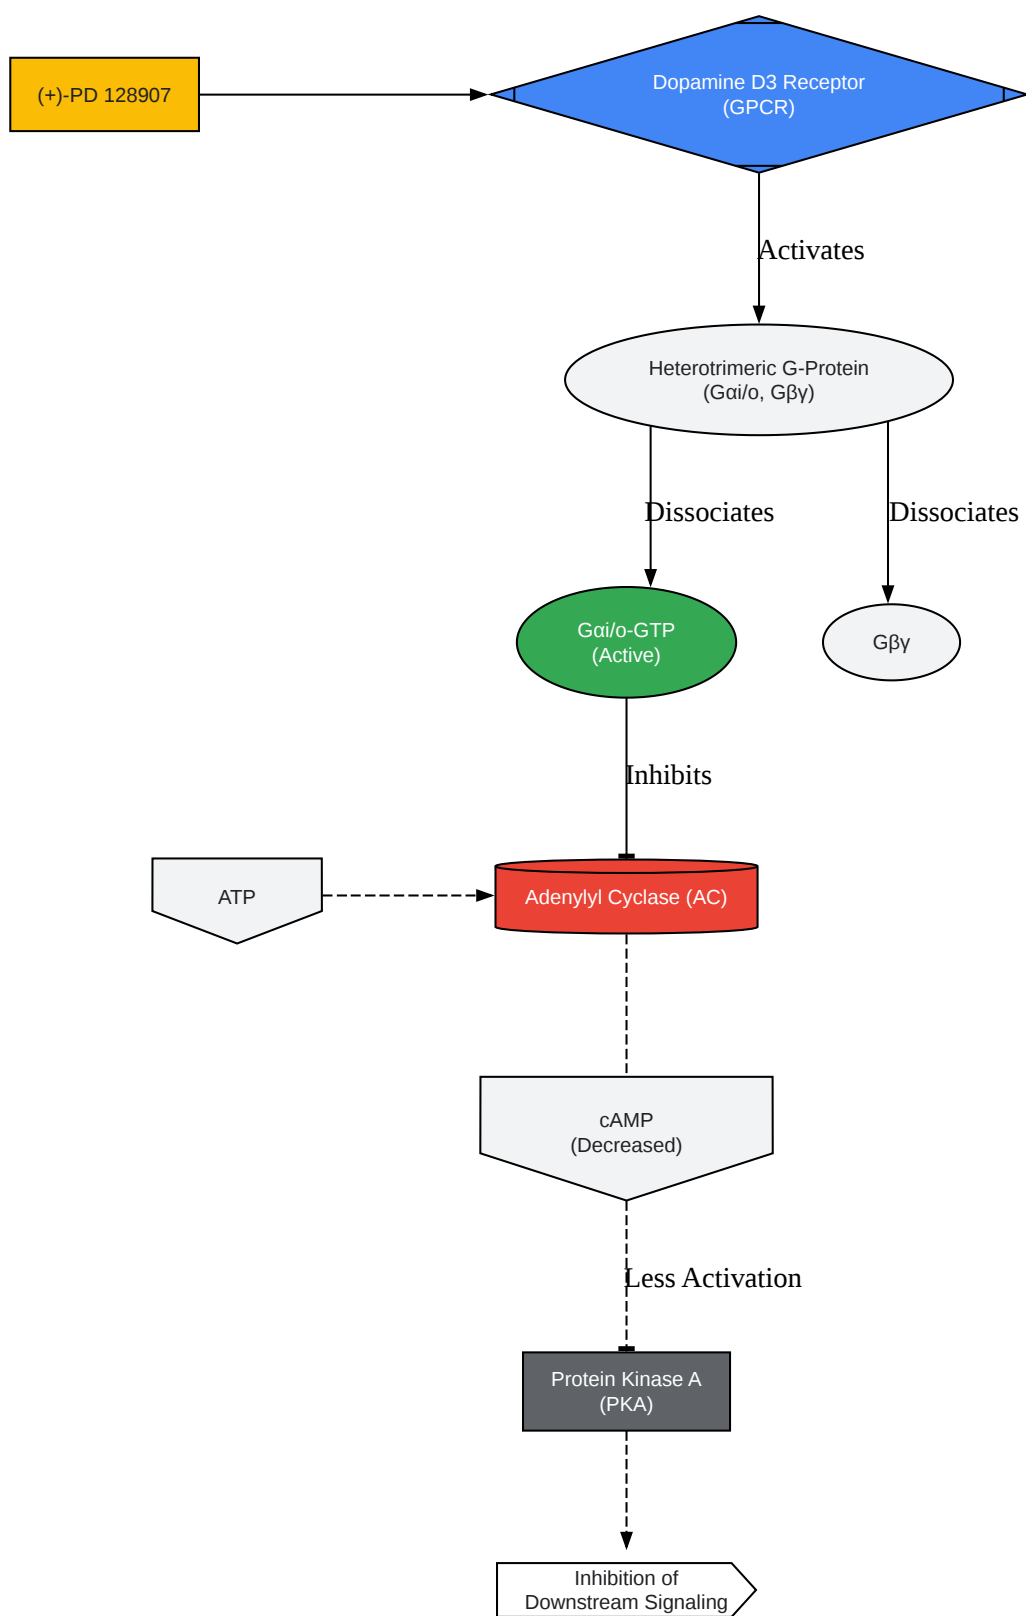 (+)-PD 128907
Dopamine D3 Receptor
(GPCR)
Activates
Heterotrimeric G-Protein
(Gαi/o, Gβγ)
Dissociates
Dissociates
Gαi/o-GTP
(Active)
Gβγ
Inhibits
ATP
Adenylyl Cyclase (AC)
cAMP
(Decreased)
Less Activation
Protein Kinase A
(PKA)
Inhibition of
Downstream Signaling